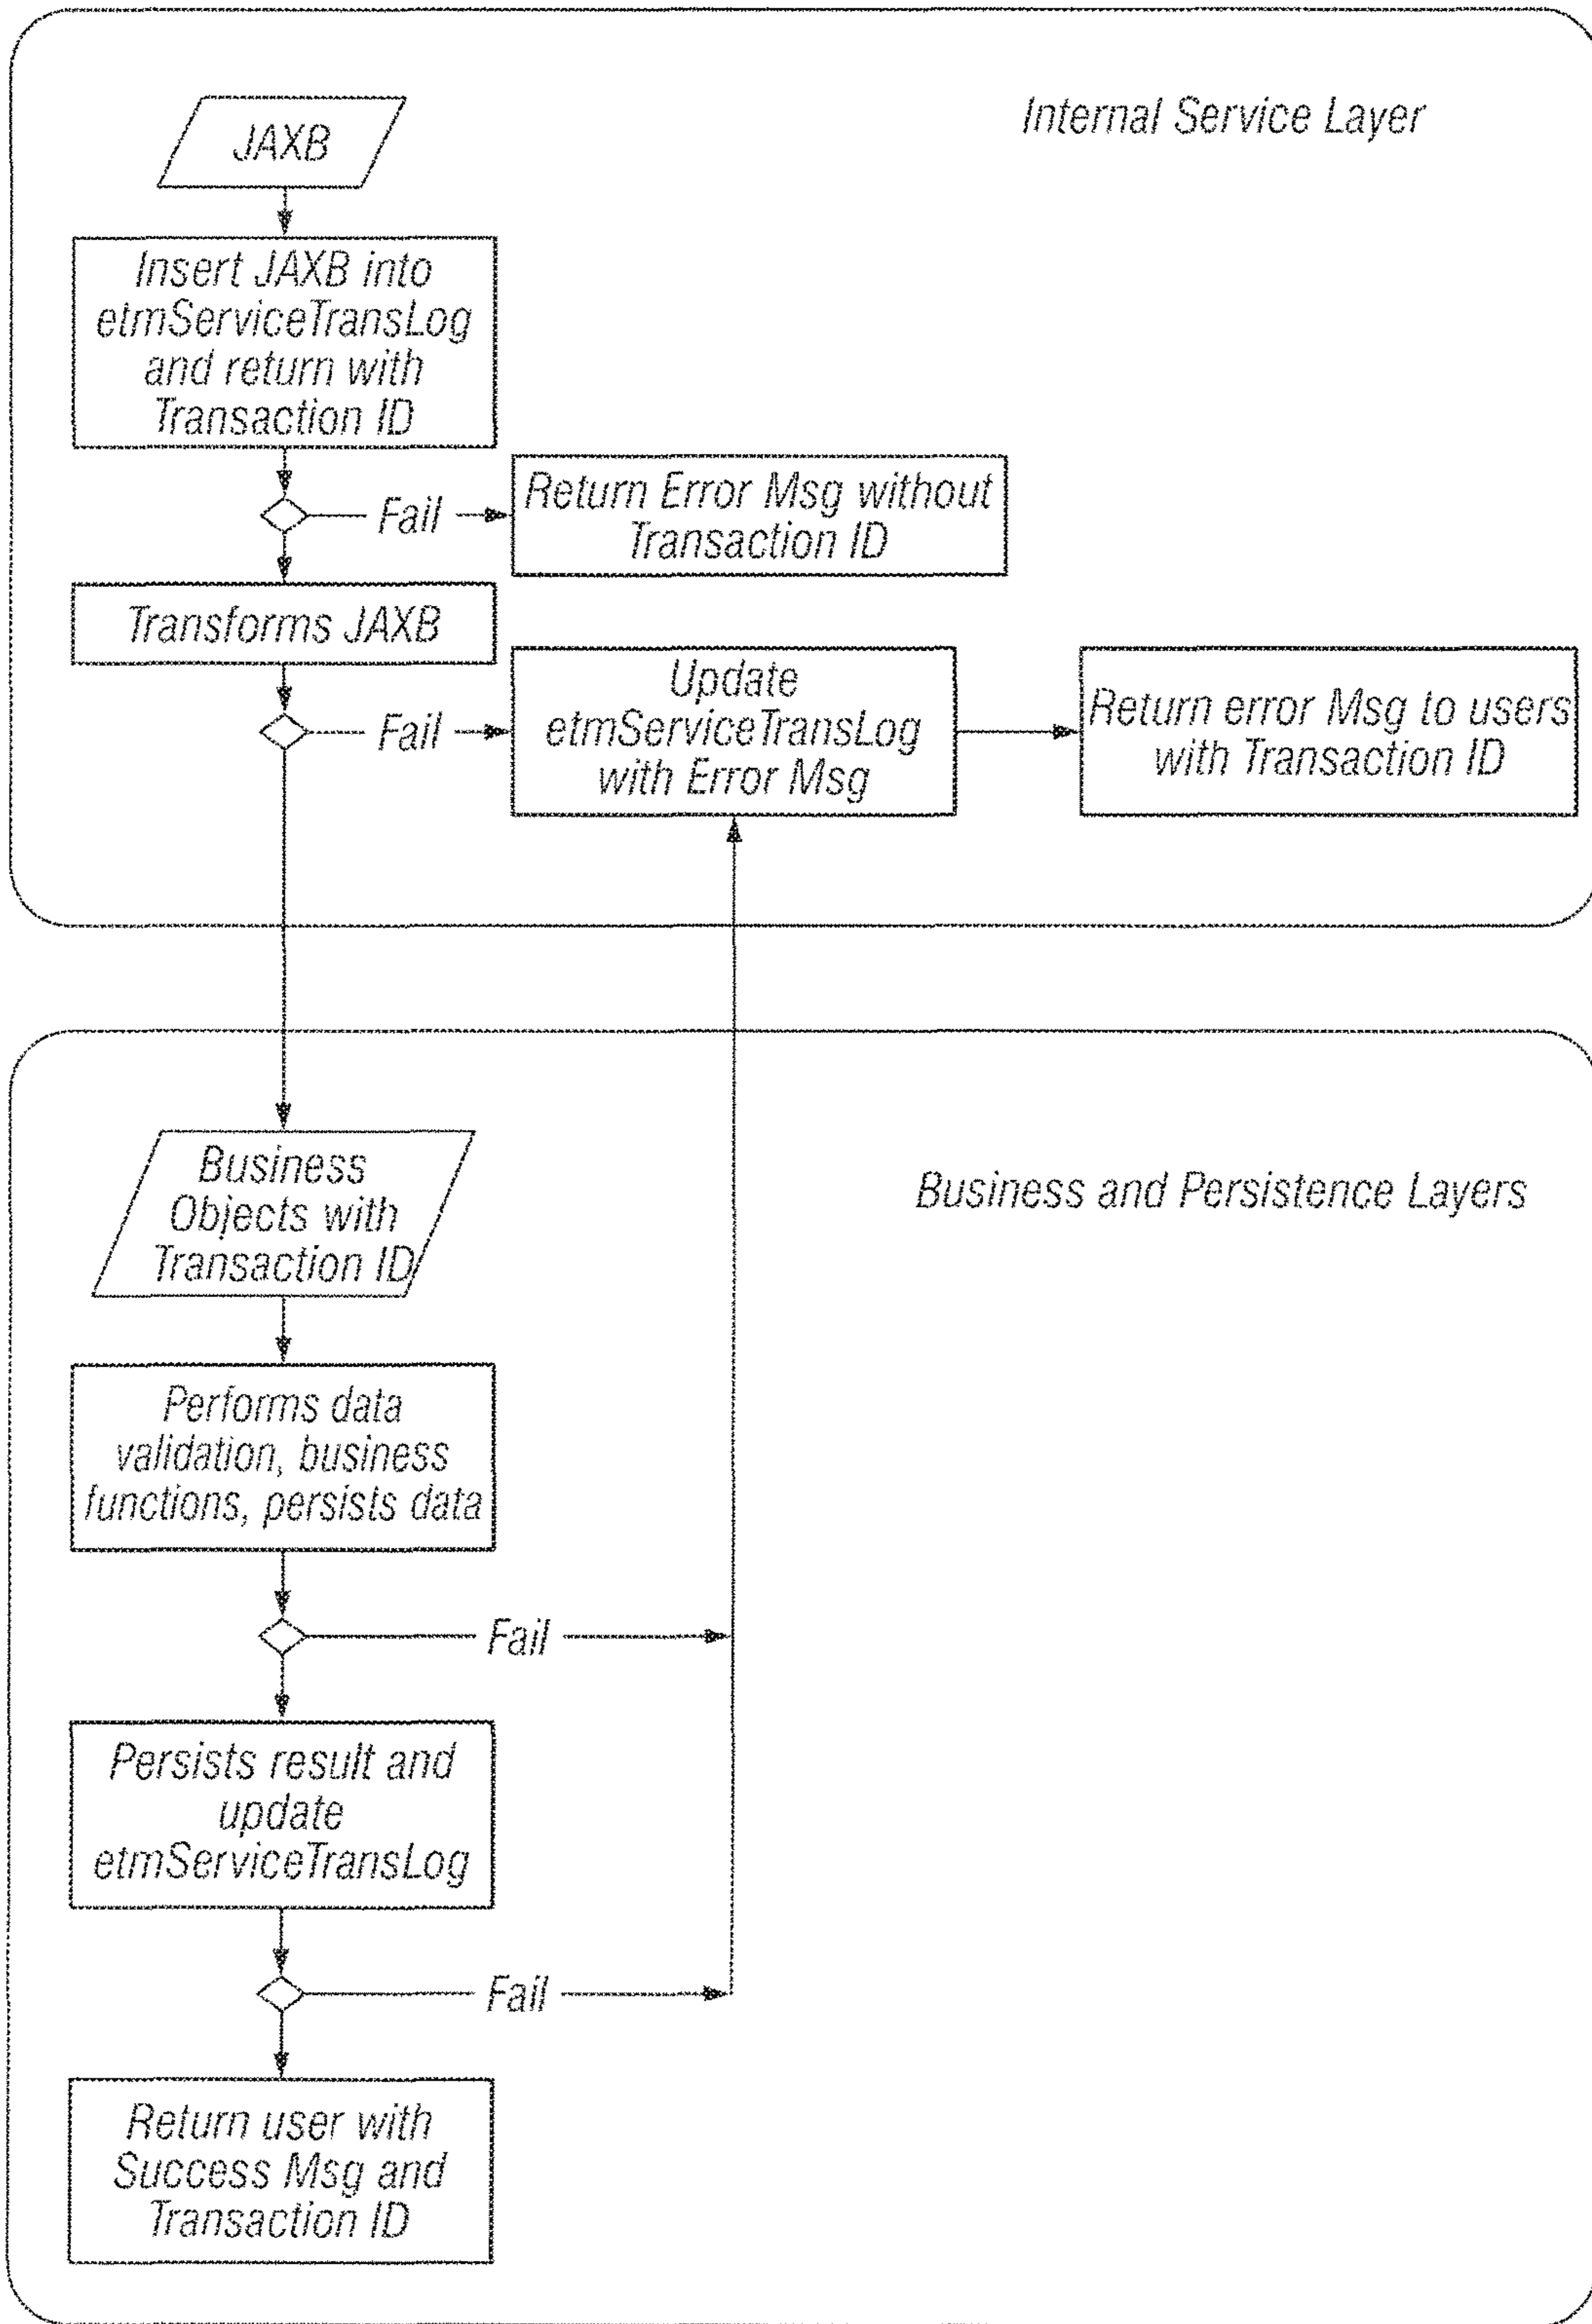 Internal Service Layer
JAXB
Insert JAXB into
etmServiceTransLog
and return with
Transaction ID
Fail
Return Error Msg without
Transaction ID
Transforms JAXB
Fail
Update
etmServiceTransLog
with Error Msg
Return error Msg to users
with Transaction ID
Business and Persistence Layers
Business
Objects with
Transaction ID
Performs data
validation, business
functions, persists data
Fail
Persists result and
update
etmServiceTransLog
Fail
Return user with
Success Msg and
Transaction ID